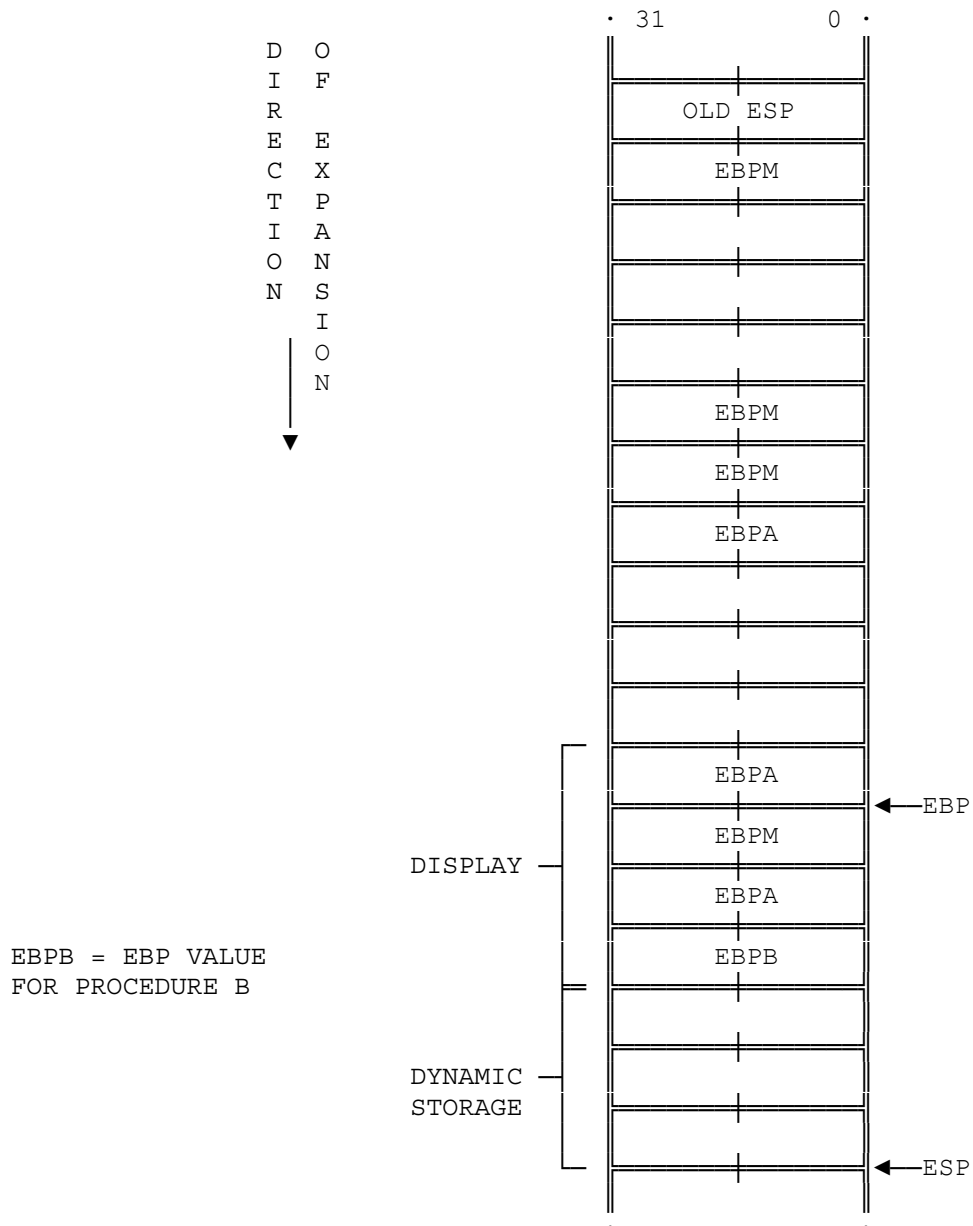 31 0
D O
I F
R
E E
C X
T P
I A
O N
N S
I
O
N
OLD ESP
EBPM
EBPM
EBPM
EBPA
EBPA
EBP
EBPM
DISPLAY
EBPA
EBPB = EBP VALUE
FOR PROCEDURE B
EBPB
DYNAMIC
STORAGE
ESP